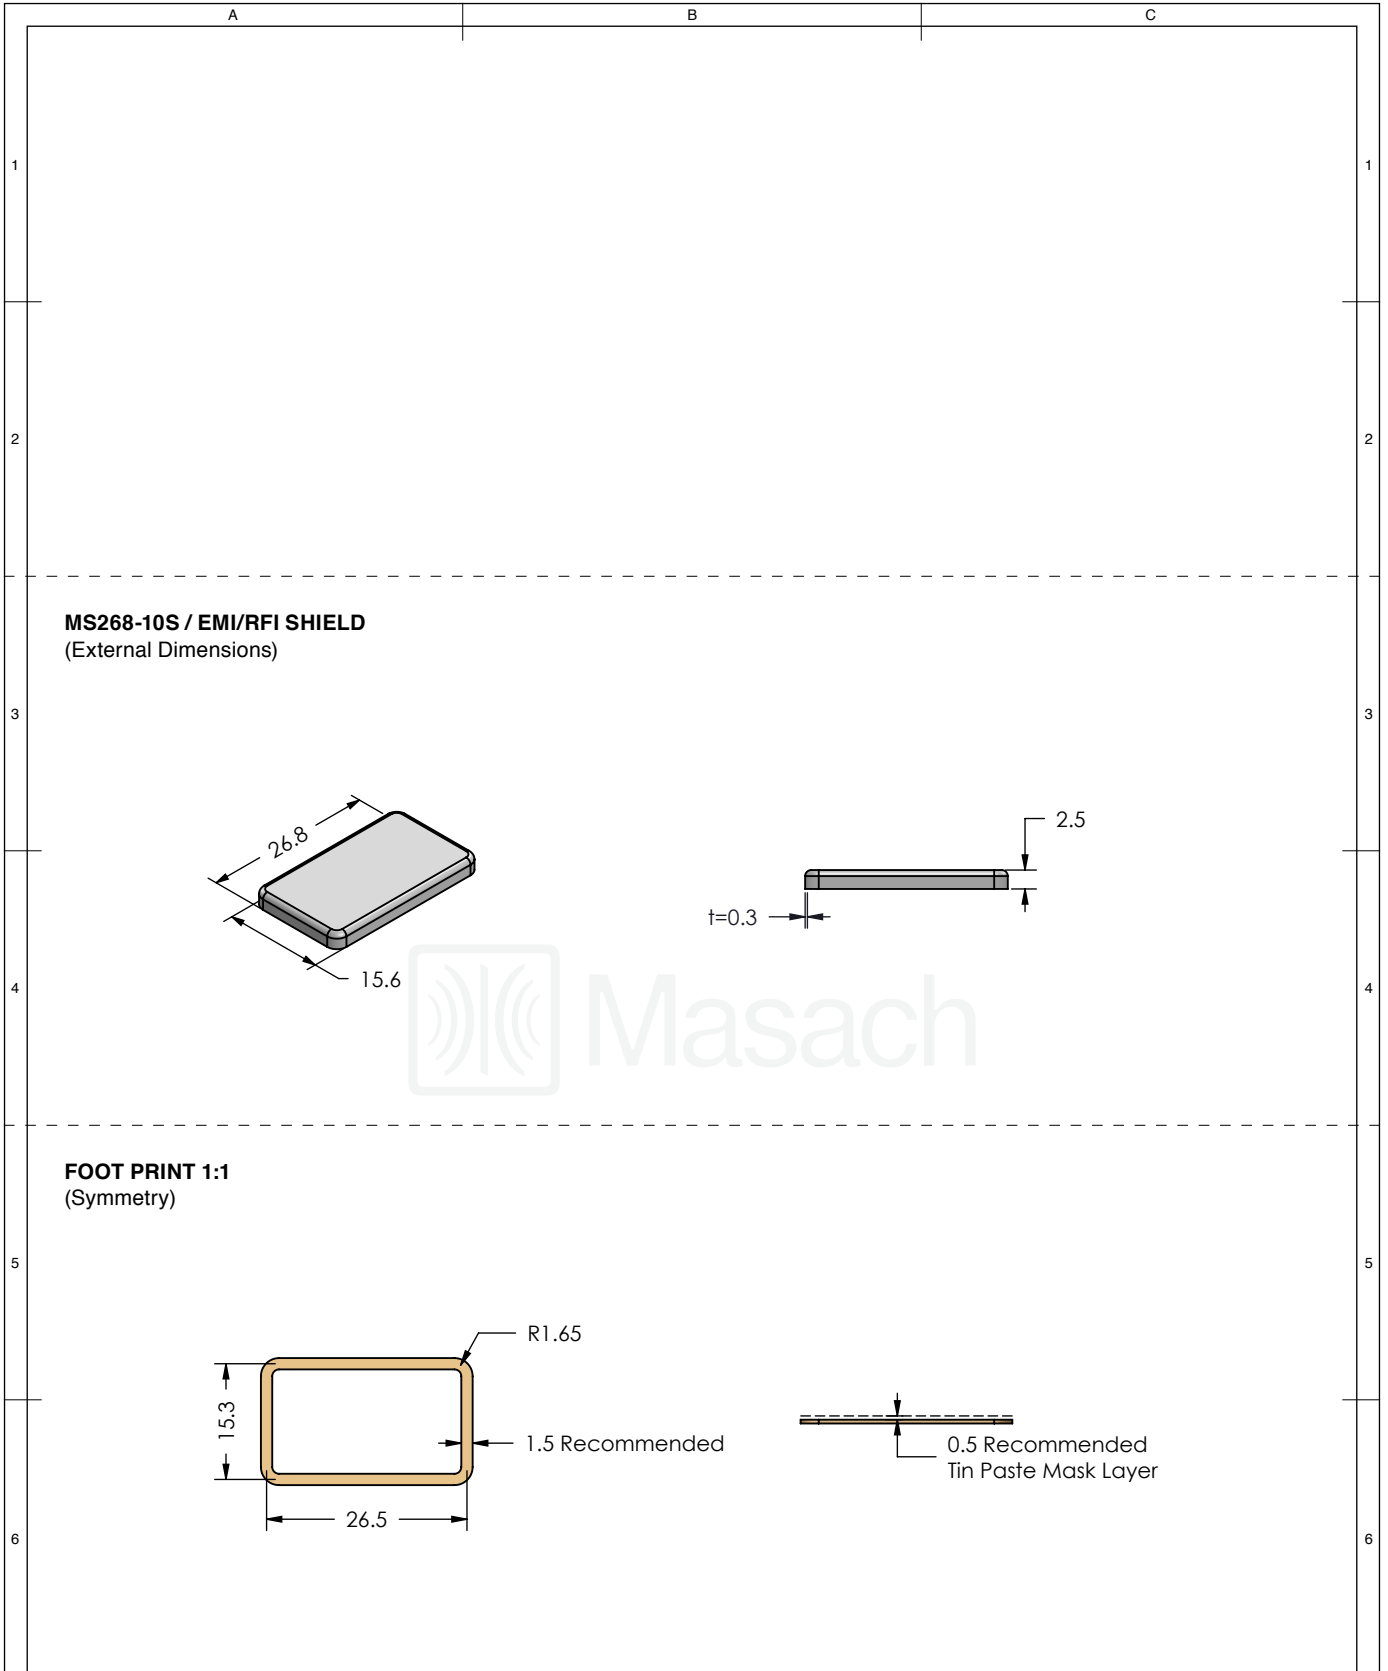 A
B
C
1
1
2
2
MS268-10S / EMI/RFI SHIELD
(External Dimensions)
3
3
26.8
2.5
t=0.3
15.6
4
4
Masach
FOOT PRINT 1:1
(Symmetry)
5
5
R1.65
15.3
1.5 Recommended
0.5 Recommended
Tin Paste Mask Layer
26.5
6
6